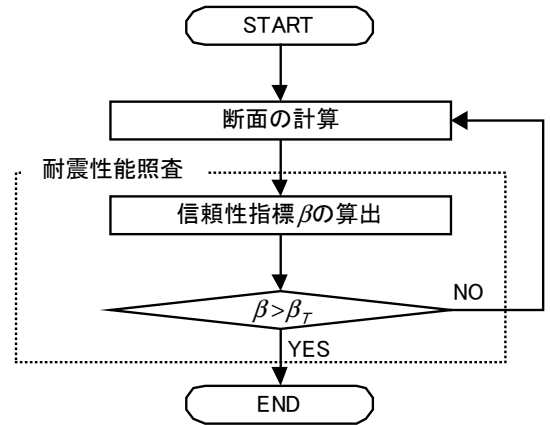 START
断面の計算
耐震性能照査
信頼性指標βの算出
β>β_T
NO
YES
END